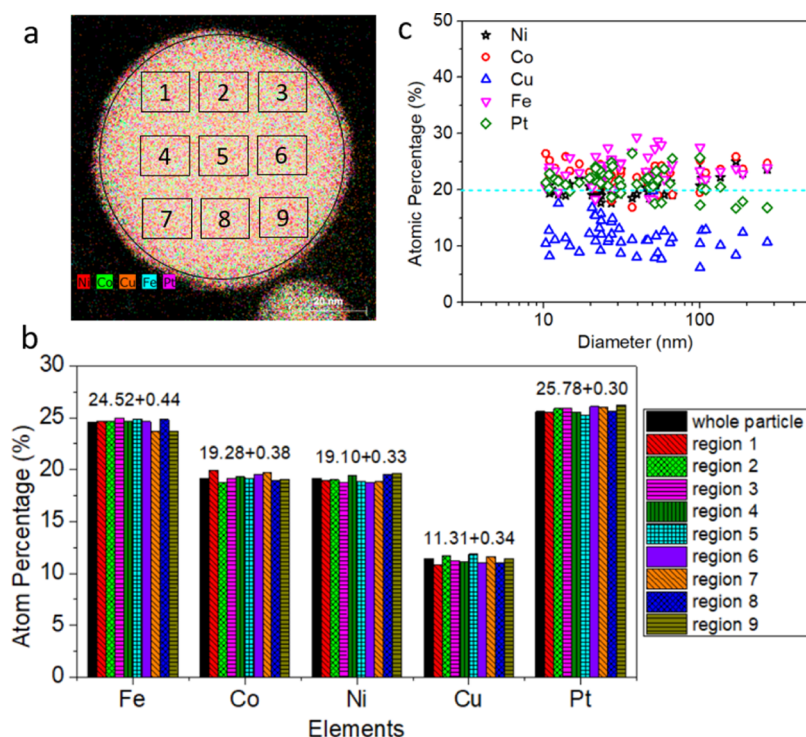 a
1 2 3
4 5 6
7 8 9
Ni Co Cu Fe Pt
20 nm
c
50
40
30
20
10
0
Atomic Percentage (%)
Ni
Co
Cu
Fe
Pt
10 100
Diameter (nm)
b
30
25
20
15
10
5
0
Atom Percentage (%)
24.52+0.44
19.28+0.38
19.10+0.33
11.31+0.34
25.78+0.30
Fe Co Ni Cu Pt
Elements
whole particle
region 1
region 2
region 3
region 4
region 5
region 6
region 7
region 8
region 9